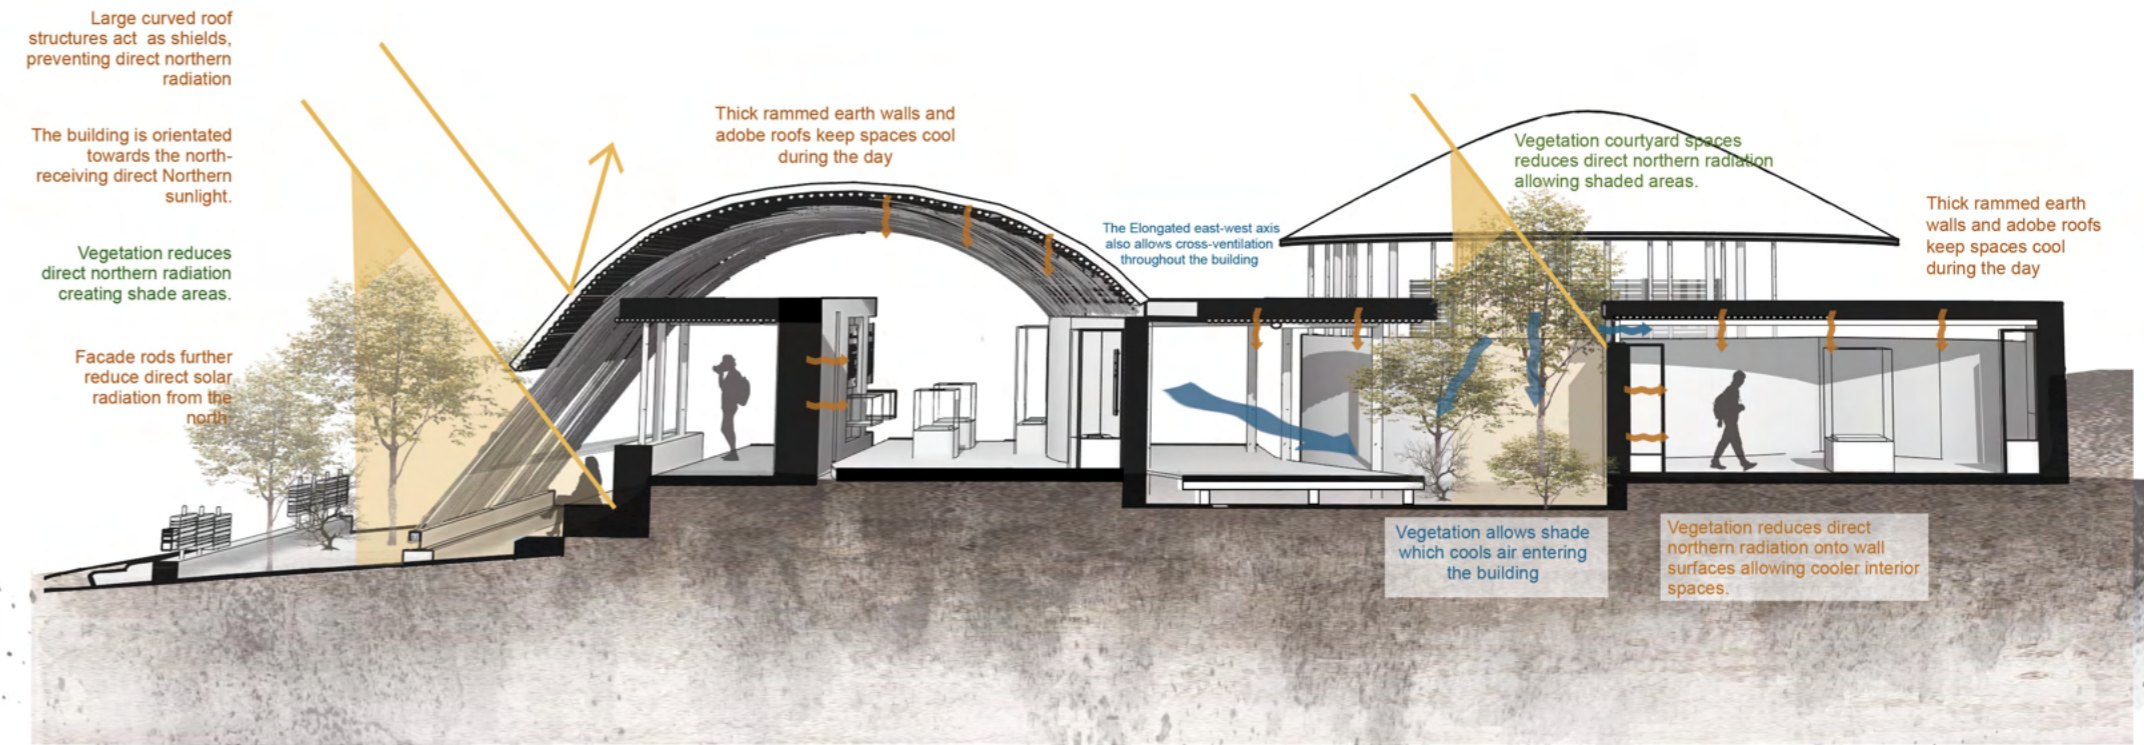 Large curved roof
structures act as shields,
preventing direct northern
radiation
The building is orientated
towards the north-
receiving direct Northern
sunlight.
Vegetation reduces
direct northern radiation
creating shade areas.
Facade rods further
reduce direct solar
radiation from the
north.
Thick rammed earth walls and
adobe roofs keep spaces cool
during the day
The Elongated east-west axis
also allows cross-ventilation
throughout the building
Vegetation courtyard spaces
reduces direct northern radiation
allowing shaded areas.
Thick rammed earth
walls and adobe roofs
keep spaces cool
during the day
Vegetation allows shade
which cools air entering
the building
Vegetation reduces direct
northern radiation onto wall
surfaces allowing cooler interior
spaces.